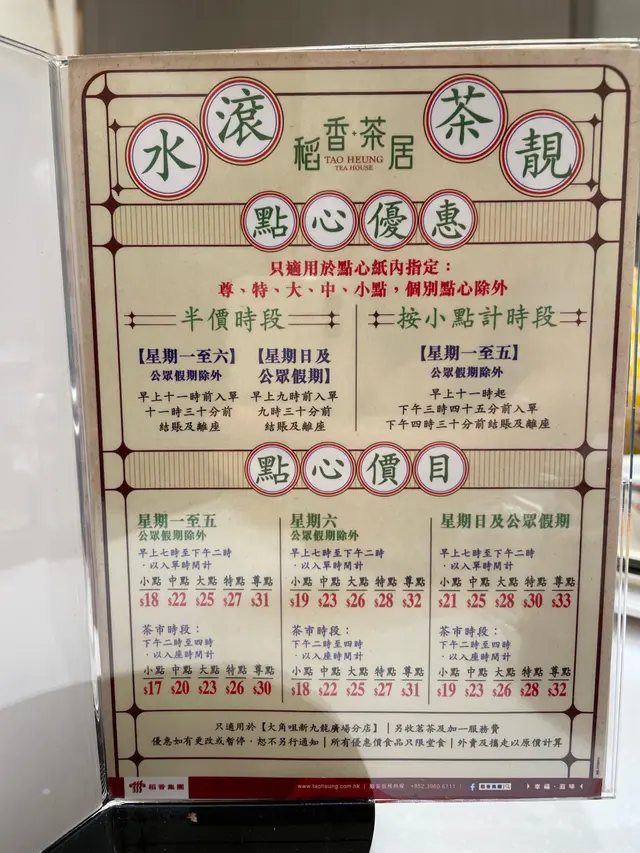 水滾茶靚
稻香·茶居
TAO HEUNG
TEA HOUSE
點心優惠
只適用於點心紙內指定：
尊、特、大、中、小點，個別點心除外
半價時段
【星期一至六】
公眾假期除外
早上十一時前入單
十一時三十分前
結賬及離座
【星期日及
公眾假期】
早上九時前入單
九時三十分前
結賬及離座
按小點計時段
【星期一至五】
公眾假期除外
早上十一時起
下午三時四十五分前入單
下午四時三十分前結賬及離座
點心價目
星期一至五
公眾假期除外
早上七時至下午二時
，以入單時間計
小點 中點 大點 特點 尊點
$18 $22 $25 $27 $31
茶市時段：
下午二時至四時
，以入座時間計
小點 中點 大點 特點 尊點
$17 $20 $23 $26 $30
星期六
公眾假期除外
早上七時至下午二時
，以入單時間計
小點 中點 大點 特點 尊點
$19 $23 $26 $28 $32
茶市時段：
下午二時至四時
，以入座時間計
小點 中點 大點 特點 尊點
$18 $22 $25 $27 $31
星期日及公眾假期
早上七時至下午二時
，以入單時間計
小點 中點 大點 特點 尊點
$21 $25 $28 $30 $33
茶市時段：
下午二時至四時
，以入座時間計
小點 中點 大點 特點 尊點
$19 $23 $26 $28 $32
只適用於【大角咀新九龍廣場分店】｜另收茗茶及加一服務費
優惠如有更改或暫停，恕不另行通知｜所有優惠價食品只限堂食｜外賣及攜走以原價計算
稻香集團
www.taoheung.com.hk | 顧客服務熱線 +852 3960 6111 | f 稻香集團
幸福·滋味